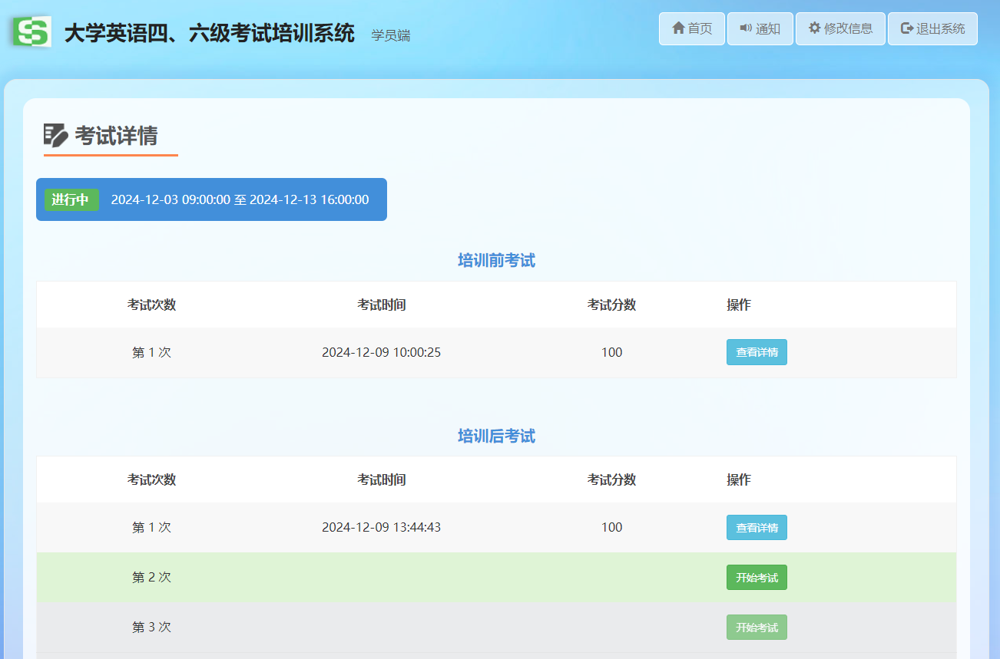 大学英语四、六级考试培训系统 学员端 首页 通知 修改信息 退出系统
考试详情
进行中 2024-12-03 09:00:00 至 2024-12-13 16:00:00
培训前考试
考试次数 考试时间 考试分数 操作
第 1 次 2024-12-09 10:00:25 100 查看详情
培训后考试
考试次数 考试时间 考试分数 操作
第 1 次 2024-12-09 13:44:43 100 查看详情
第 2 次 开始考试
第 3 次 开始考试